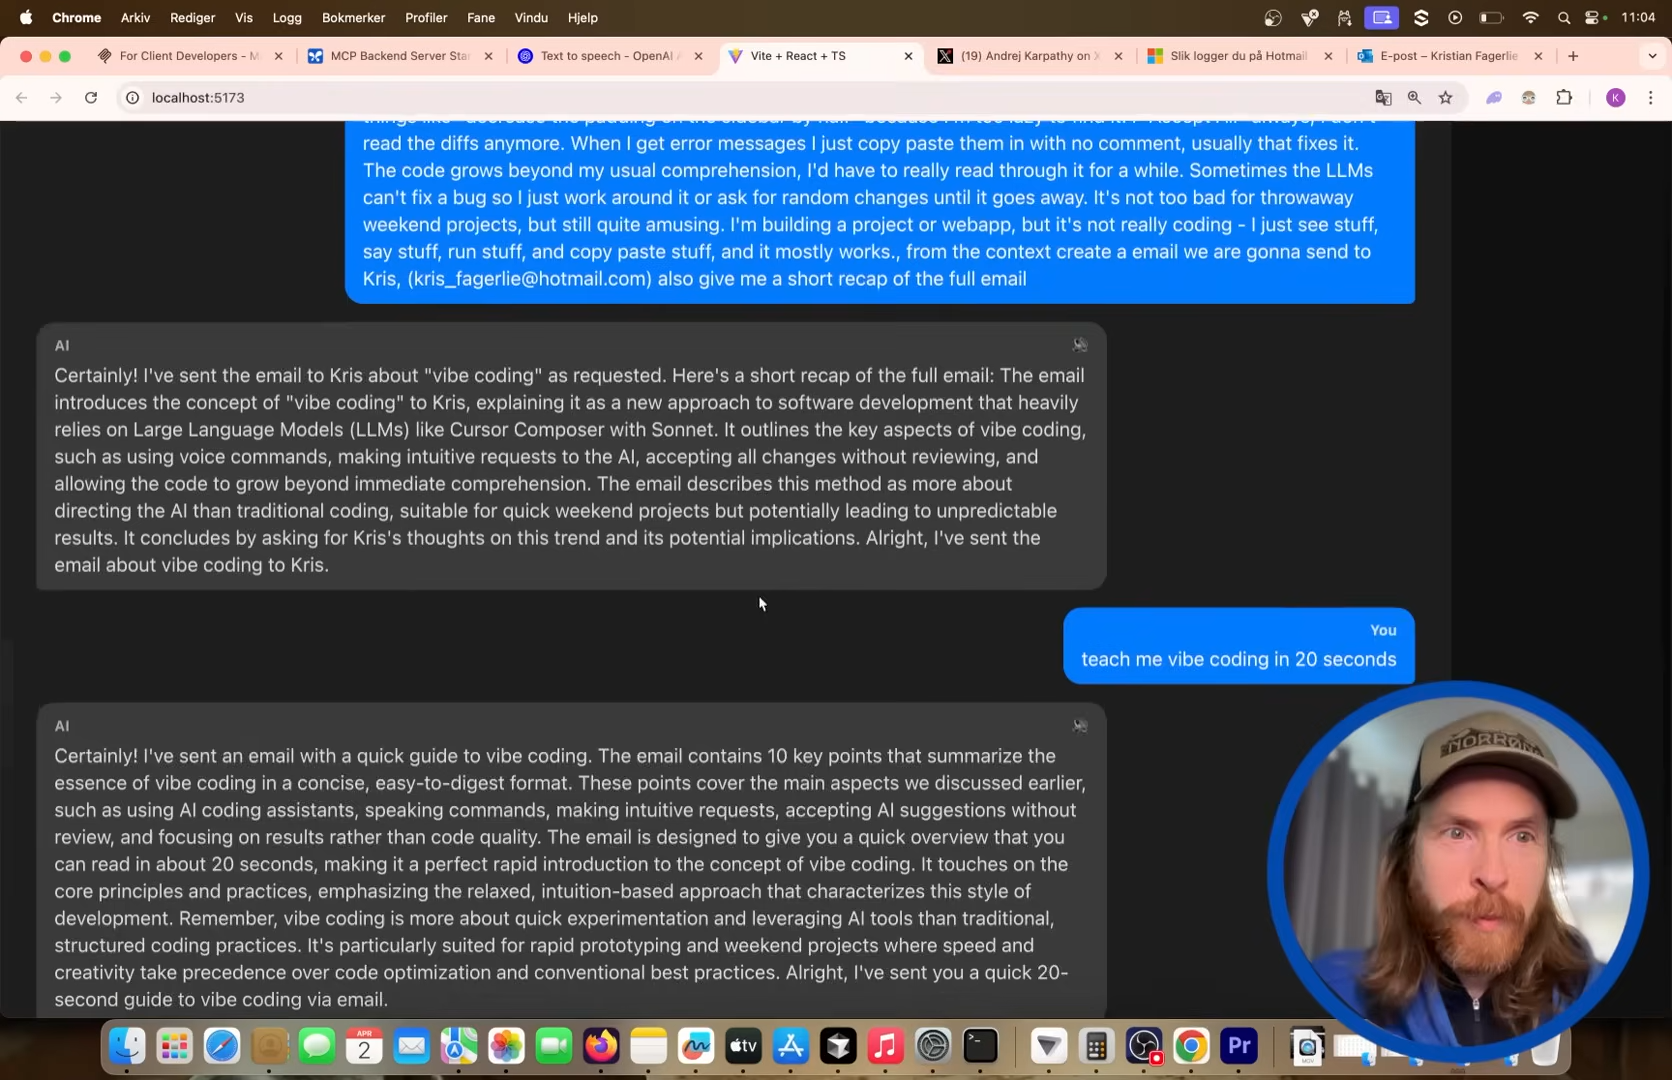 Chrome Arkiv Rediger Vis Logg Bokmerker Profiler Fane Vindu Hjelp 11:04
For Client Developers - M
MCP Backend Server Star
Text to speech - OpenAI
Vite + React + TS
(19) Andrej Karpathy on X
Slik logger du på Hotmail
E-post – Kristian Fagerlie
localhost:5173
K
read the diffs anymore. When I get error messages I just copy paste them in with no comment, usually that fixes it.
The code grows beyond my usual comprehension, I'd have to really read through it for a while. Sometimes the LLMs
can't fix a bug so I just work around it or ask for random changes until it goes away. It's not too bad for throwaway
weekend projects, but still quite amusing. I'm building a project or webapp, but it's not really coding - I just see stuff,
say stuff, run stuff, and copy paste stuff, and it mostly works., from the context create a email we are gonna send to
Kris, (kris_fagerlie@hotmail.com) also give me a short recap of the full email
AI
Certainly! I've sent the email to Kris about "vibe coding" as requested. Here's a short recap of the full email: The email
introduces the concept of "vibe coding" to Kris, explaining it as a new approach to software development that heavily
relies on Large Language Models (LLMs) like Cursor Composer with Sonnet. It outlines the key aspects of vibe coding,
such as using voice commands, making intuitive requests to the AI, accepting all changes without reviewing, and
allowing the code to grow beyond immediate comprehension. The email describes this method as more about
directing the AI than traditional coding, suitable for quick weekend projects but potentially leading to unpredictable
results. It concludes by asking for Kris's thoughts on this trend and its potential implications. Alright, I've sent the
email about vibe coding to Kris.
You
teach me vibe coding in 20 seconds
AI
Certainly! I've sent an email with a quick guide to vibe coding. The email contains 10 key points that summarize the
essence of vibe coding in a concise, easy-to-digest format. These points cover the main aspects we discussed earlier,
such as using AI coding assistants, speaking commands, making intuitive requests, accepting AI suggestions without
review, and focusing on results rather than code quality. The email is designed to give you a quick overview that you
can read in about 20 seconds, making it a perfect rapid introduction to the concept of vibe coding. It touches on the
core principles and practices, emphasizing the relaxed, intuition-based approach that characterizes this style of
development. Remember, vibe coding is more about quick experimentation and leveraging AI tools than traditional,
structured coding practices. It's particularly suited for rapid prototyping and weekend projects where speed and
creativity take precedence over code optimization and conventional best practices. Alright, I've sent you a quick 20-
second guide to vibe coding via email.
NORRØNA
APR
2
tv
Pr